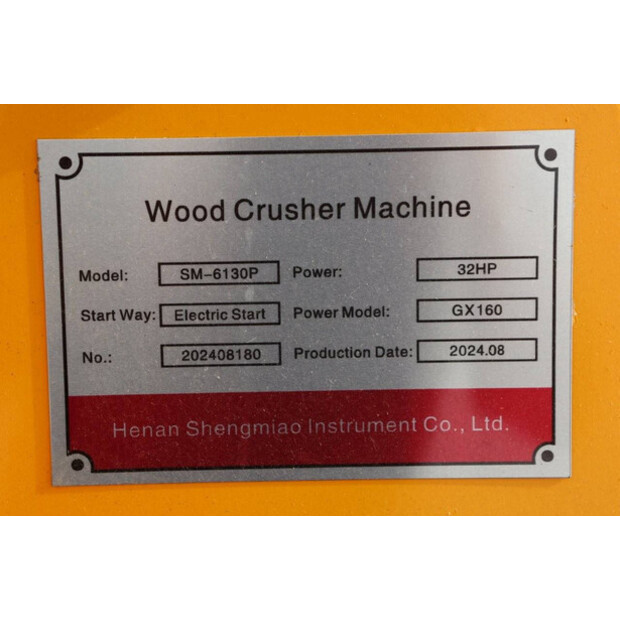 Wood Crusher Machine
Model: SM-6130P Power: 32HP
Start Way: Electric Start Power Model: GX160
No.: 202408180 Production Date: 2024.08
Henan Shengmiao Instrument Co., Ltd.